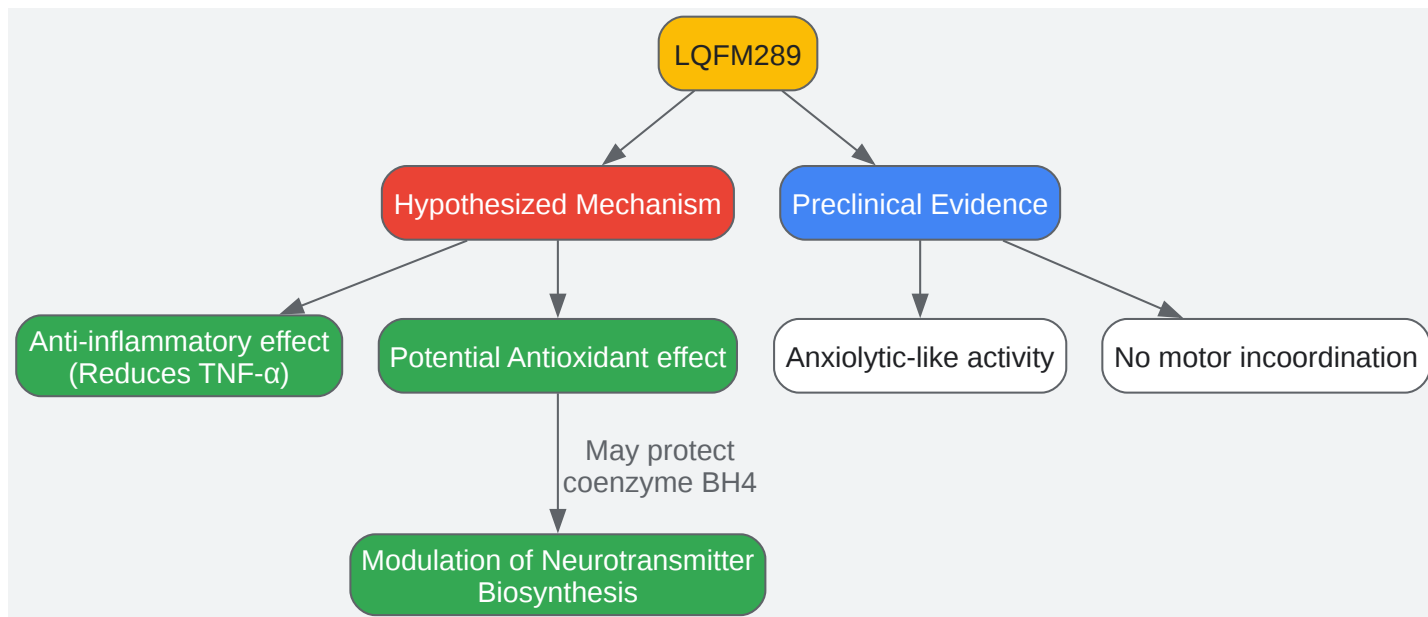 LQFM289
Hypothesized Mechanism
Preclinical Evidence
Anti-inflammatory effect
(Reduces TNF-α)
Potential Antioxidant effect
Anxiolytic-like activity
No motor incoordination
May protect
coenzyme BH4
Modulation of Neurotransmitter
Biosynthesis